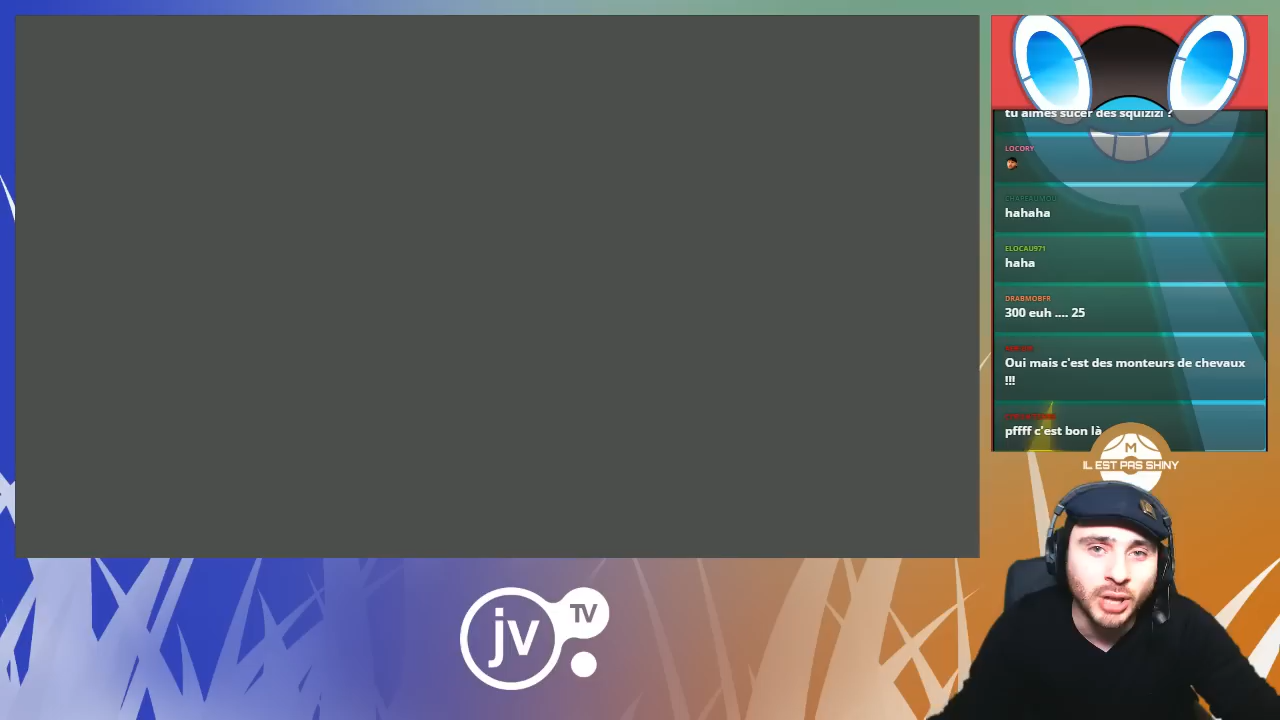 tu aimes sucer des squizizi ?
LOCORY
hahaha
ELOCAU971
haha
DRABMOBFR
300 euh .... 25
Oui mais c'est des monteurs de chevaux
!!!
pffff c'est bon là
M
IL EST PAS SHINY
jv
TV